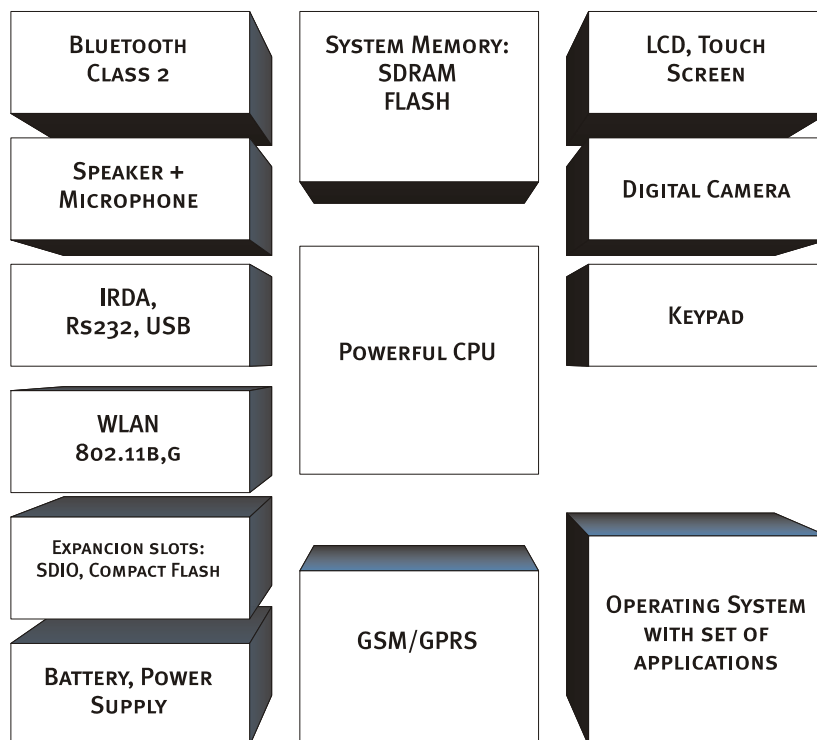 Bluetooth
Class 2
System Memory:
SDRAM
FLASH
LCD, Touch
Screen
Speaker +
Microphone
Digital Camera
IRDA,
Rs232, USB
Powerful CPU
Keypad
WLAN
802.11b,g
Expancion slots:
SDIO, Compact Flash
GSM/GPRS
Operating System
with set of
applications
Battery, Power
Supply